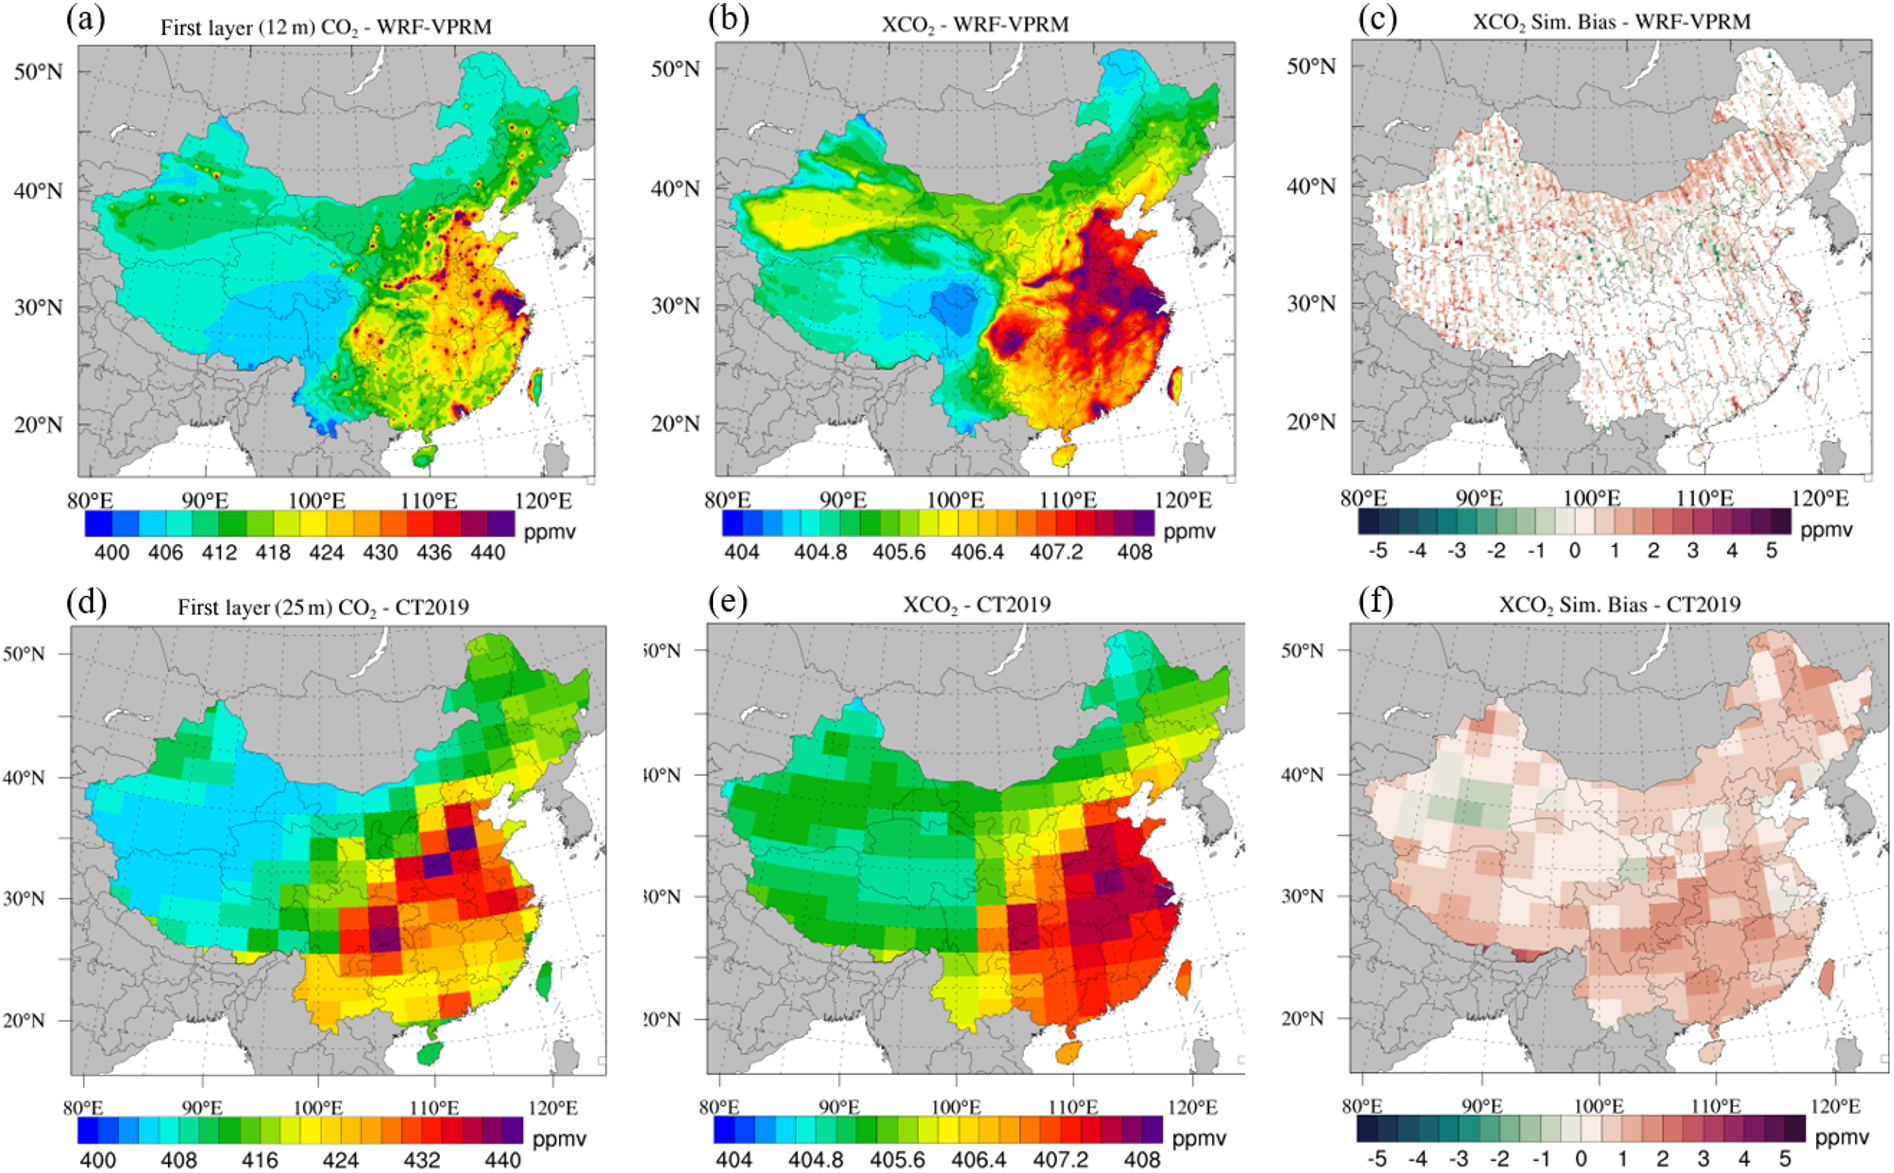 (a) First layer (12 m) CO₂ - WRF-VPRM
50°N
40°N
30°N
20°N
80°E 90°E 100°E 110°E 120°E
400 406 412 418 424 430 436 440 ppmv
(b) XCO₂ - WRF-VPRM
50°N
40°N
30°N
20°N
80°E 90°E 100°E 110°E 120°E
404 404.8 405.6 406.4 407.2 408 ppmv
(c) XCO₂ Sim. Bias - WRF-VPRM
50°N
40°N
30°N
20°N
80°E 90°E 100°E 110°E 120°E
-5 -4 -3 -2 -1 0 1 2 3 4 5 ppmv
(d) First layer (25 m) CO₂ - CT2019
50°N
40°N
30°N
20°N
80°E 90°E 100°E 110°E 120°E
400 408 416 424 432 440 ppmv
(e) XCO₂ - CT2019
50°N
40°N
30°N
20°N
80°E 90°E 100°E 110°E 120°E
404 404.8 405.6 406.4 407.2 408 ppmv
(f) XCO₂ Sim. Bias - CT2019
50°N
40°N
30°N
20°N
80°E 90°E 100°E 110°E 120°E
-5 -4 -3 -2 -1 0 1 2 3 4 5 ppmv